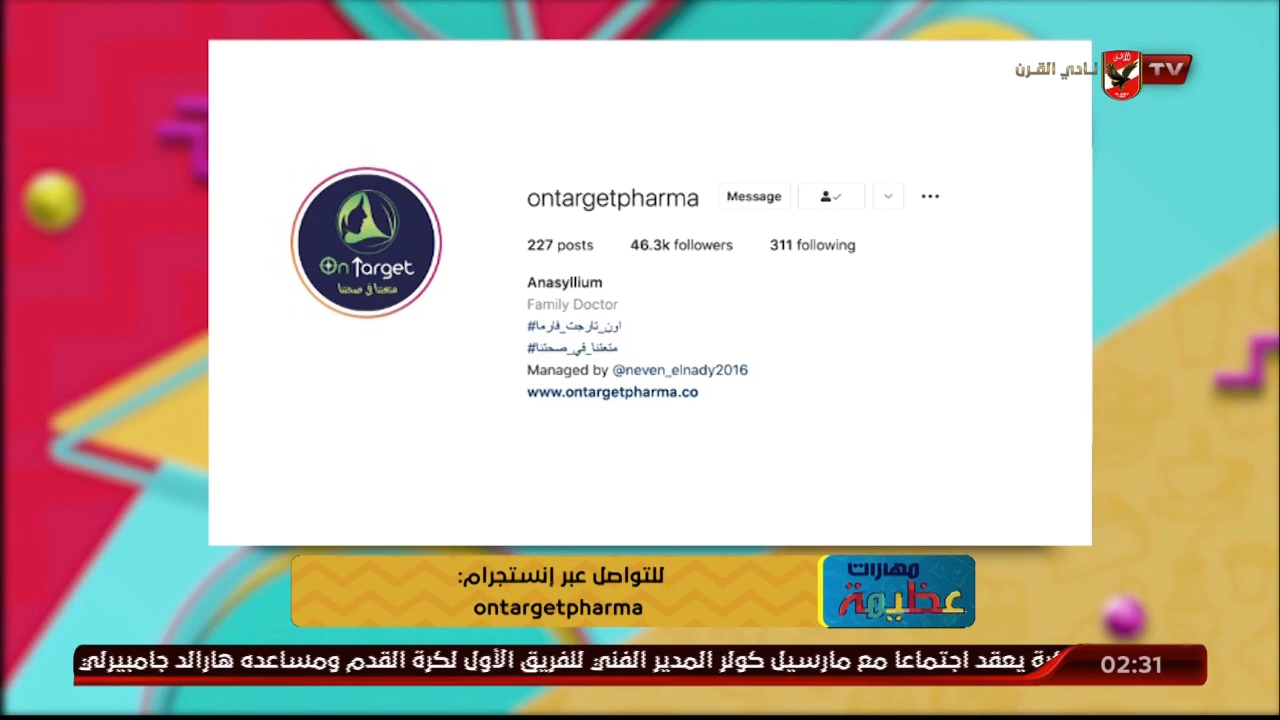 نادي القرن
TV
ontargetpharma Message
227 posts 46.3k followers 311 following
On Target
متعتنا في صحتنا
Anasyllium
Family Doctor
#اون_تارجت_فارما
#متعتنا_في_صحتنا
Managed by @neven_elnady2016
www.ontargetpharma.co
مهارات
عظيمة
للتواصل عبر إنستجرام:
ontargetpharma
يعقد اجتماعا مع مارسيل كولر المدير الفني للفريق الأول لكرة القدم ومساعده هارالد جامبيرلي
02:31